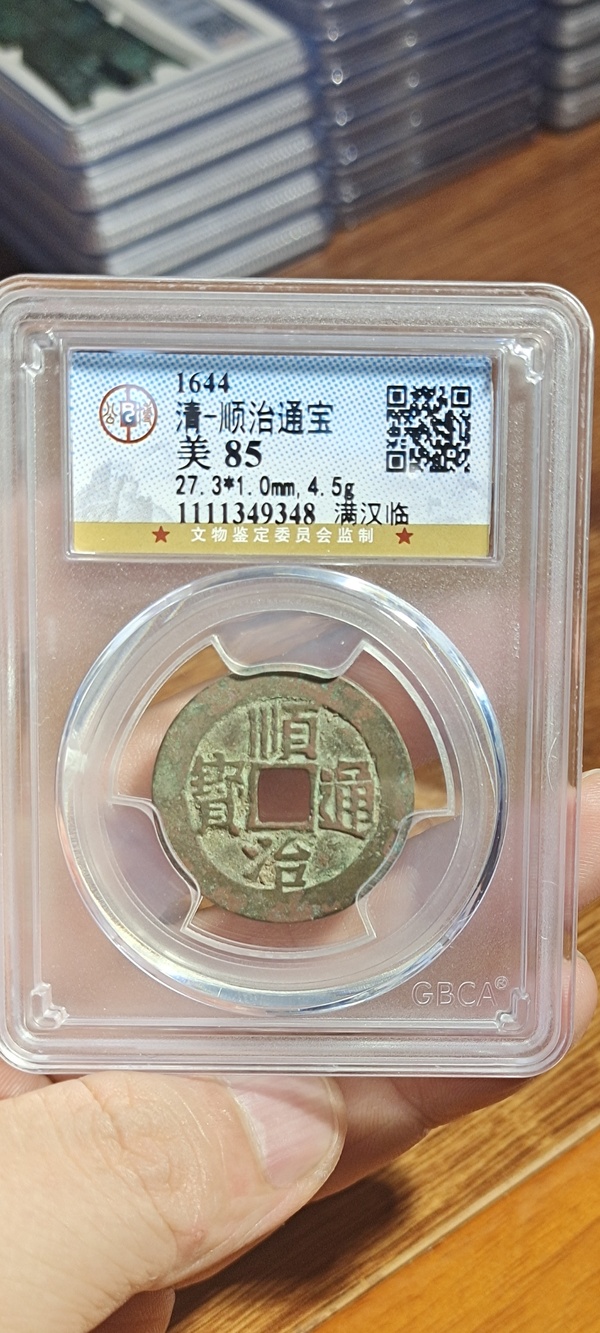 1644
清-顺治通宝
美 85
27.3*1.0mm, 4.5g
1111349348 满汉临
★ 文物鉴定委员会监制 ★
順
寶 通
治
GBCA®